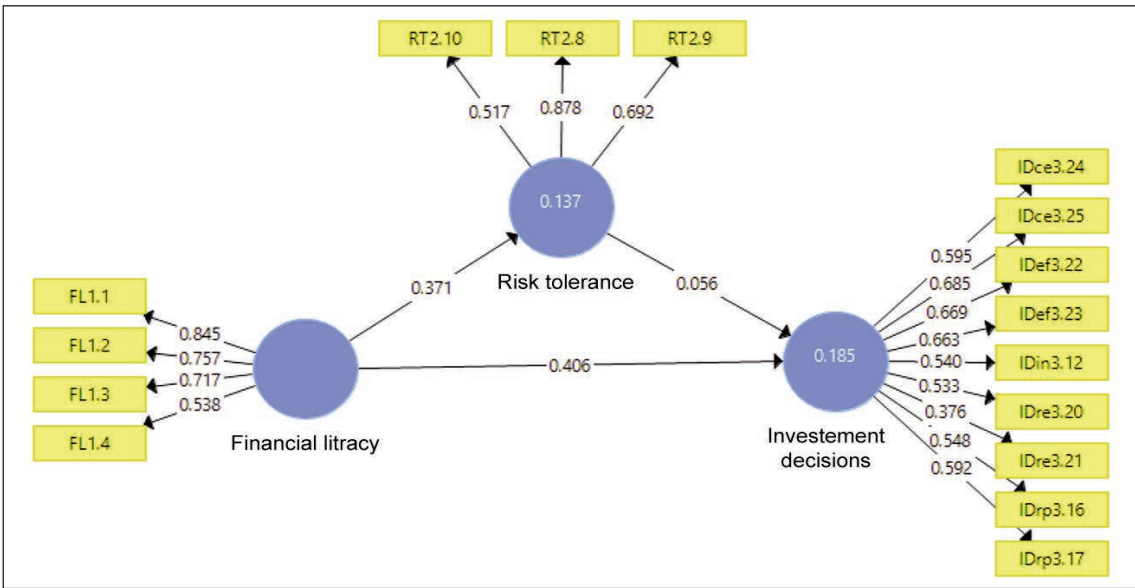 RT2.10
RT2.8
RT2.9
0.517
0.878
0.692
0.137
Risk tolerance
0.371
0.056
0.406
FL1.1
FL1.2
FL1.3
FL1.4
0.845
0.757
0.717
0.538
Financial litracy
0.185
Investement
decisions
0.595
0.685
0.669
0.663
0.540
0.533
0.376
0.548
0.592
IDce3.24
IDce3.25
IDef3.22
IDef3.23
IDin3.12
IDre3.20
IDre3.21
IDrp3.16
IDrp3.17